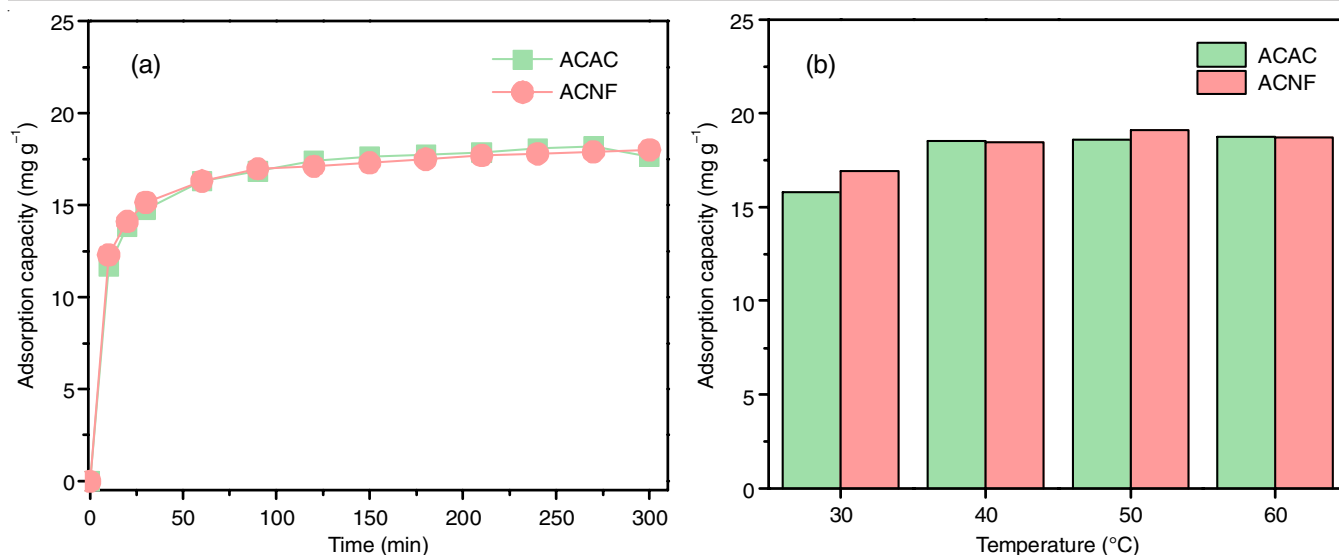 (a)
ACAC
ACNF
25
20
15
10
5
0
Adsorption capacity (mg g⁻¹)
0 50 100 150 200 250 300
Time (min)
(b)
ACAC
ACNF
25
20
15
10
5
0
Adsorption capacity (mg g⁻¹)
30 40 50 60
Temperature (°C)